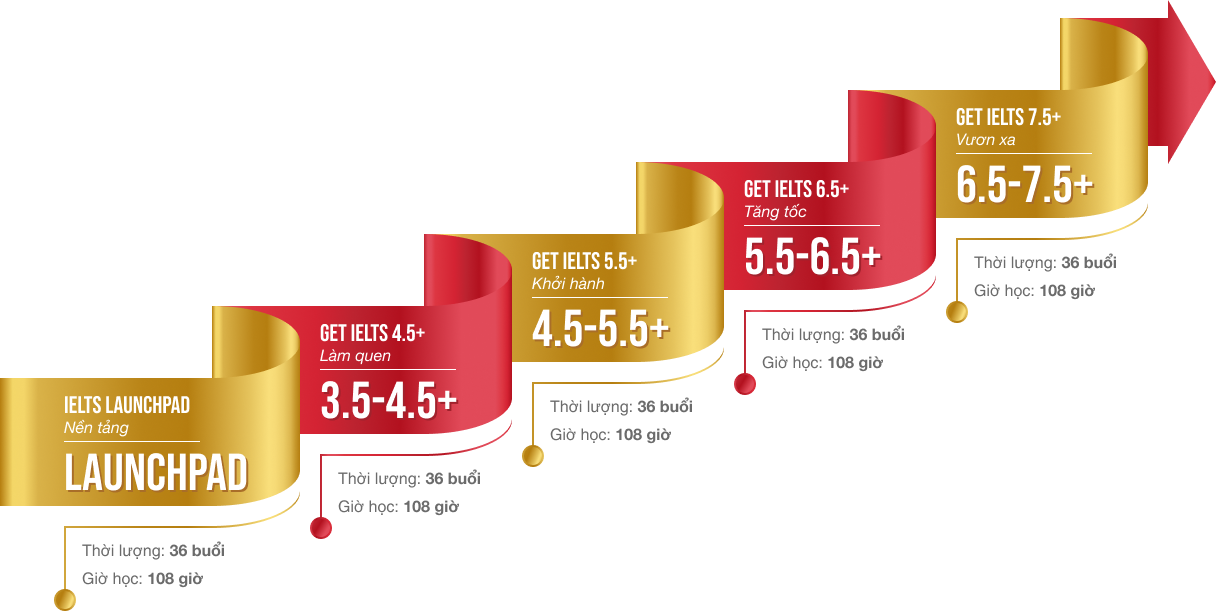 IELTS LAUNCHPAD
Nền tảng
LAUNCHPAD
Thời lượng: 36 buổi
Giờ học: 108 giờ
GET IELTS 4.5+
Làm quen
3.5-4.5+
Thời lượng: 36 buổi
Giờ học: 108 giờ
GET IELTS 5.5+
Khởi hành
4.5-5.5+
Thời lượng: 36 buổi
Giờ học: 108 giờ
GET IELTS 6.5+
Tăng tốc
5.5-6.5+
Thời lượng: 36 buổi
Giờ học: 108 giờ
GET IELTS 7.5+
Vươn xa
6.5-7.5+
Thời lượng: 36 buổi
Giờ học: 108 giờ